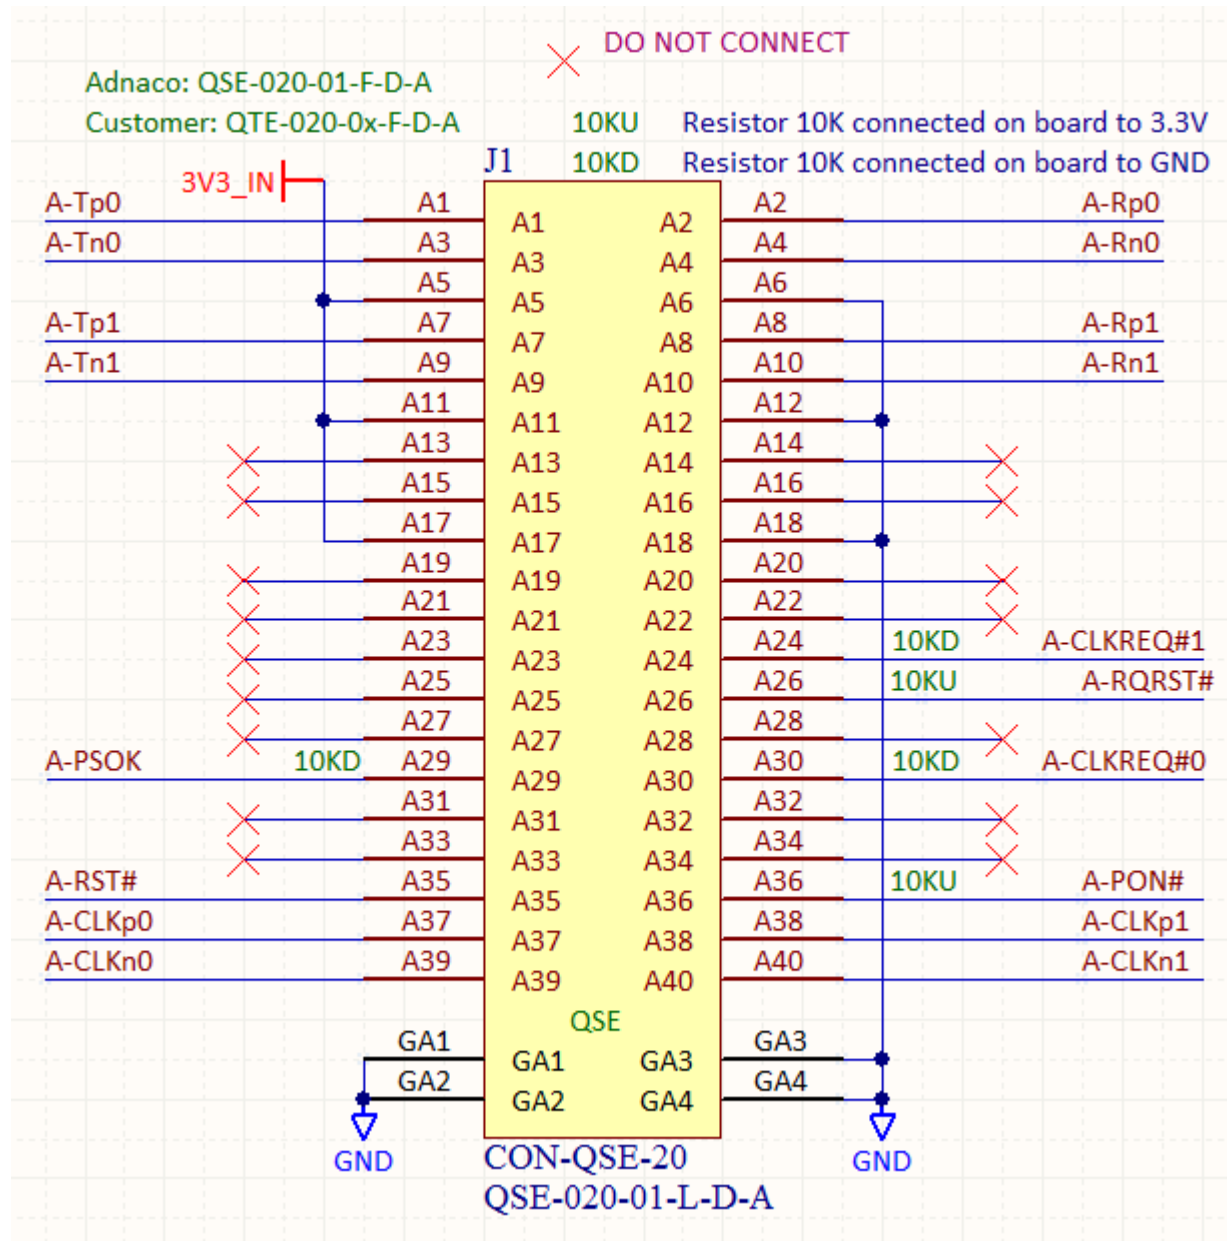 DO NOT CONNECT
Adnaco: QSE-020-01-F-D-A
Customer: QTE-020-0x-F-D-A
10KU Resistor 10K connected on board to 3.3V
J1 10KD Resistor 10K connected on board to GND
3V3_IN
A-Tp0 A1 A1 A2 A2 A-Rp0
A-Tn0 A3 A3 A4 A4 A-Rn0
A5 A5 A6 A6
A-Tp1 A7 A7 A8 A8 A-Rp1
A-Tn1 A9 A9 A10 A10 A-Rn1
A11 A11 A12 A12
A13 A13 A14 A14
A15 A15 A16 A16
A17 A17 A18 A18
A19 A19 A20 A20
A21 A21 A22 A22
A23 A23 A24 A24 10KD A-CLKREQ#1
A25 A25 A26 A26 10KU A-RQRST#
A27 A27 A28 A28
A-PSOK 10KD A29 A29 A30 A30 10KD A-CLKREQ#0
A31 A31 A32 A32
A33 A33 A34 A34
A-RST# A35 A35 A36 A36 10KU A-PON#
A-CLKp0 A37 A37 A38 A38 A-CLKp1
A-CLKn0 A39 A39 A40 A40 A-CLKn1
QSE
GA1 GA1 GA3 GA3
GA2 GA2 GA4 GA4
GND CON-QSE-20 GND
QSE-020-01-L-D-A